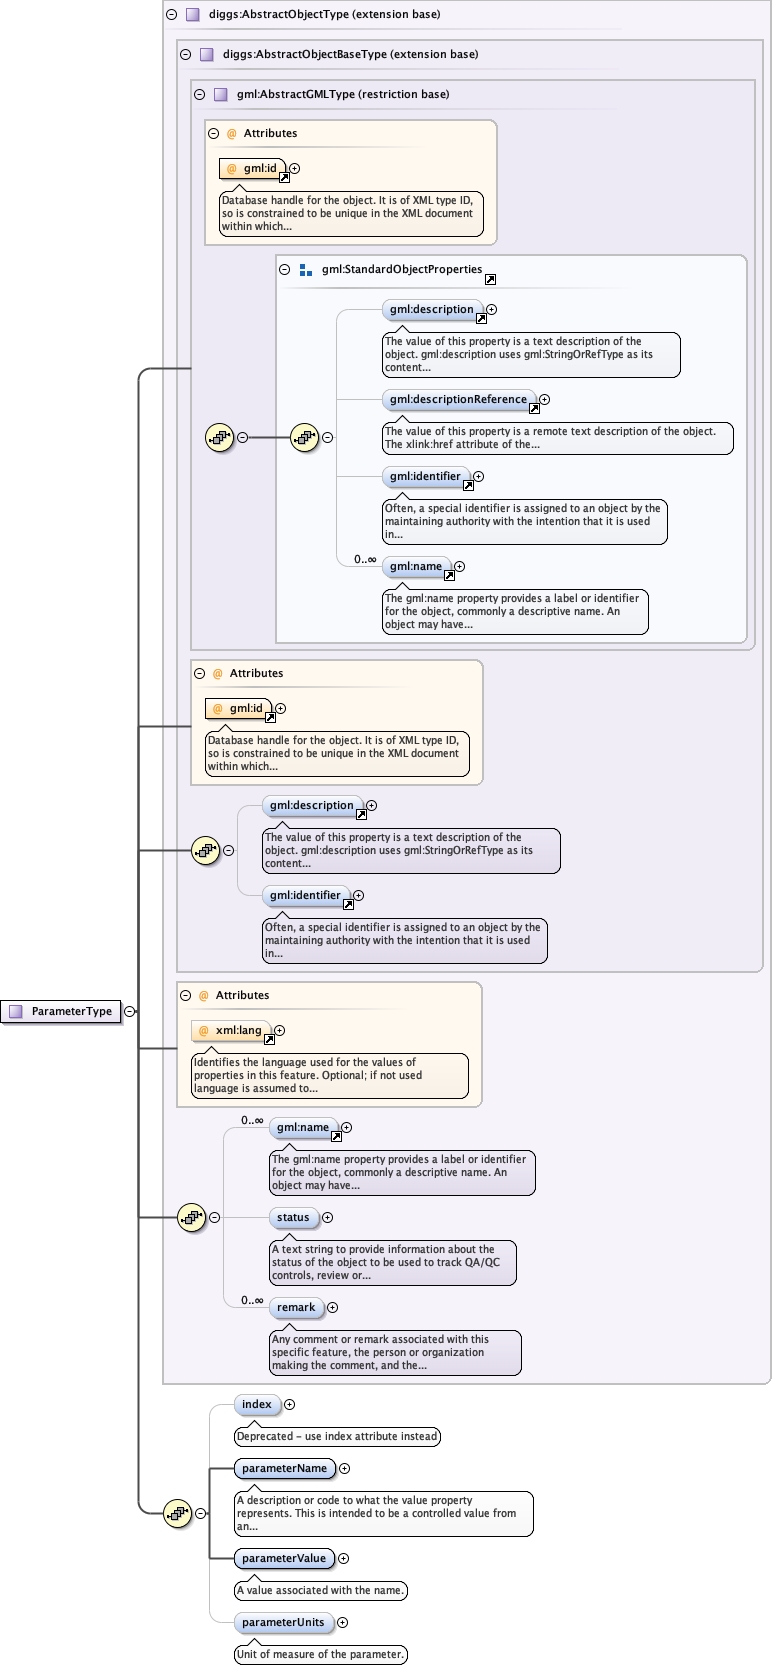 diggs:AbstractObjectType (extension base)
diggs:AbstractObjectBaseType (extension base)
gml:AbstractGMLType (restriction base)
@ Attributes
@ gml:id
Database handle for the object. It is of XML type ID,
so is constrained to be unique in the XML document
within which...
gml:StandardObjectProperties
gml:description
The value of this property is a text description of the
object. gml:description uses gml:StringOrRefType as its
content...
gml:descriptionReference
The value of this property is a remote text description of the object.
The xlink:href attribute of the...
gml:identifier
Often, a special identifier is assigned to an object by the
maintaining authority with the intention that it is used
in...
0..∞
gml:name
The gml:name property provides a label or identifier
for the object, commonly a descriptive name. An
object may have...
@ Attributes
@ gml:id
Database handle for the object. It is of XML type ID,
so is constrained to be unique in the XML document
within which...
gml:description
The value of this property is a text description of the
object. gml:description uses gml:StringOrRefType as its
content...
gml:identifier
Often, a special identifier is assigned to an object by the
maintaining authority with the intention that it is used
in...
ParameterType
@ Attributes
@ xml:lang
Identifies the language used for the values of
properties in this feature. Optional; if not used
language is assumed to...
0..∞
gml:name
The gml:name property provides a label or identifier
for the object, commonly a descriptive name. An
object may have...
status
A text string to provide information about the
status of the object to be used to track QA/QC
controls, review or...
0..∞
remark
Any comment or remark associated with this
specific feature, the person or organization
making the comment, and the...
index
Deprecated - use index attribute instead
parameterName
A description or code to what the value property
represents. This is intended to be a controlled value from
an...
parameterValue
A value associated with the name.
parameterUnits
Unit of measure of the parameter.